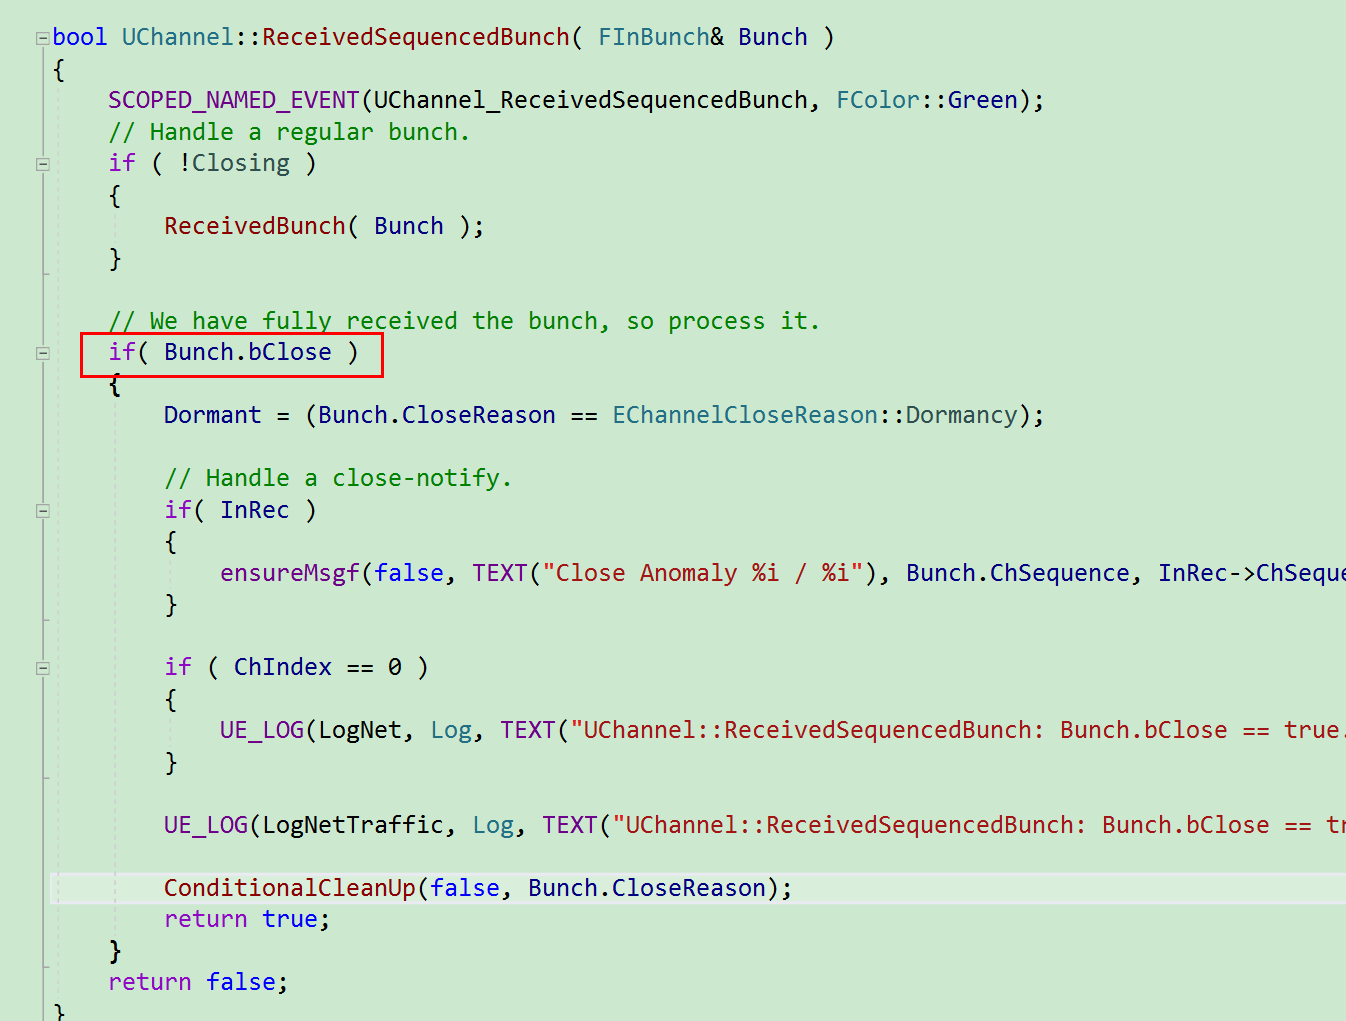 bool UChannel::ReceivedSequencedBunch( FInBunch& Bunch )
{
SCOPED_NAMED_EVENT(UChannel_ReceivedSequencedBunch, FColor::Green);
// Handle a regular bunch.
if ( !Closing )
{
ReceivedBunch( Bunch );
}
// We have fully received the bunch, so process it.
if( Bunch.bClose )
{
Dormant = (Bunch.CloseReason == EChannelCloseReason::Dormancy);
// Handle a close-notify.
if( InRec )
{
ensureMsgf(false, TEXT("Close Anomaly %i / %i"), Bunch.ChSequence, InRec->ChSeque
}
if ( ChIndex == 0 )
{
UE_LOG(LogNet, Log, TEXT("UChannel::ReceivedSequencedBunch: Bunch.bClose == true.
}
UE_LOG(LogNetTraffic, Log, TEXT("UChannel::ReceivedSequencedBunch: Bunch.bClose == tr
ConditionalCleanUp(false, Bunch.CloseReason);
return true;
}
return false;
}